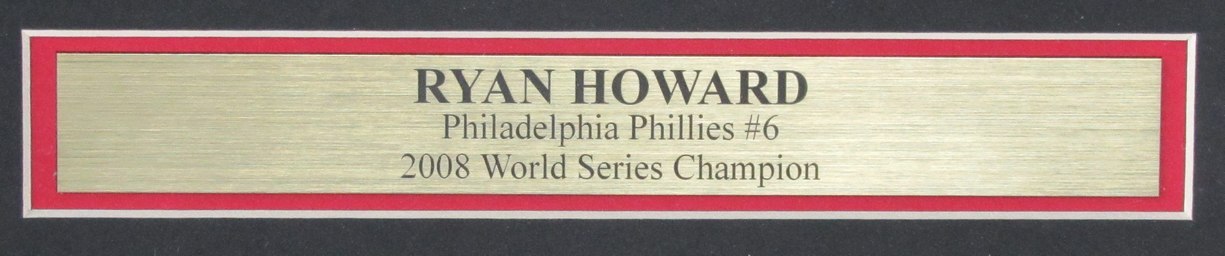 RYAN HOWARD
Philadelphia Phillies #6
2008 World Series Champion